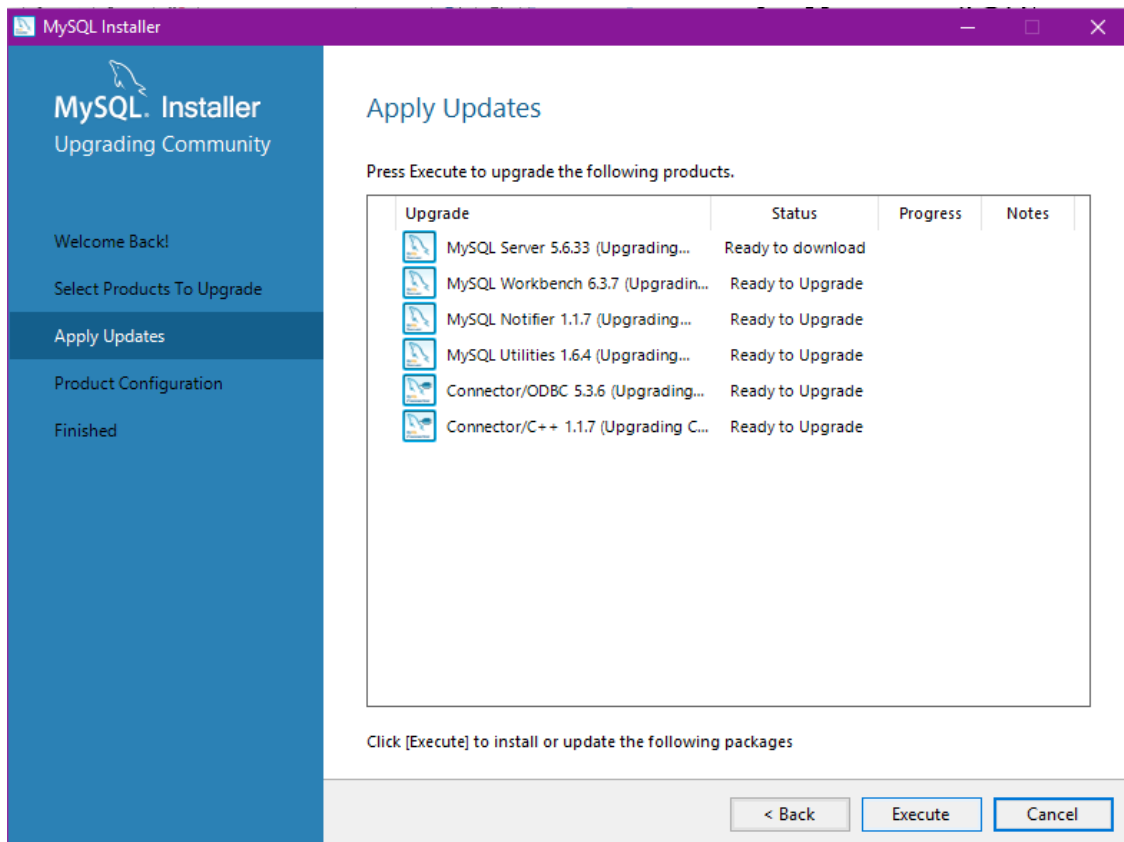 MySQL Installer
MySQL. Installer
Upgrading Community
Welcome Back!
Select Products To Upgrade
Apply Updates
Product Configuration
Finished
Apply Updates
Press Execute to upgrade the following products.
Upgrade Status Progress Notes
MySQL Server 5.6.33 (Upgrading... Ready to download
MySQL Workbench 6.3.7 (Upgradin... Ready to Upgrade
MySQL Notifier 1.1.7 (Upgrading... Ready to Upgrade
MySQL Utilities 1.6.4 (Upgrading... Ready to Upgrade
Connector/ODBC 5.3.6 (Upgrading... Ready to Upgrade
Connector/C++ 1.1.7 (Upgrading C... Ready to Upgrade
Click [Execute] to install or update the following packages
< Back Execute Cancel